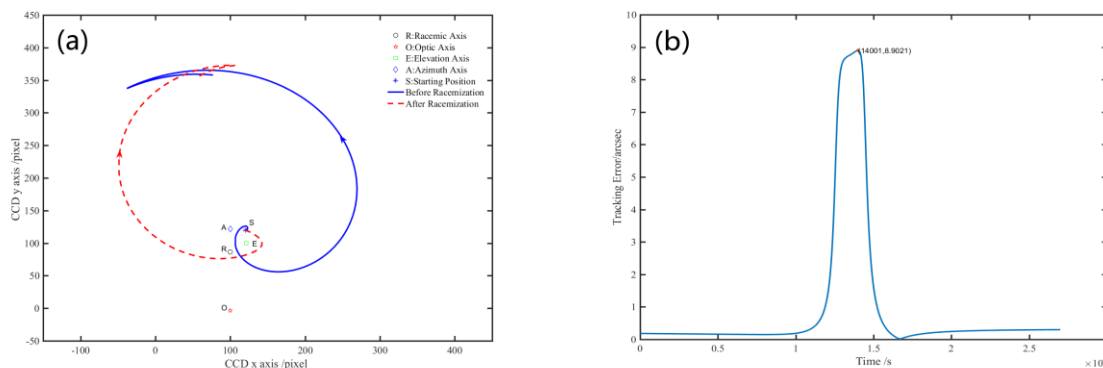 (a)
R:Racemic Axis
O:Optic Axis
E:Elevation Axis
A:Azimuth Axis
S:Starting Position
Before Racemization
After Racemization
450
400
350
300
250
200
150
100
50
0
-50
CCD y axis /pixel
A
S
R
E
O
-100
0
100
200
300
400
CCD x axis /pixel
(b)
(14001,8.9021)
10
9
8
7
6
5
4
3
2
1
0
Tracking Error/arcsec
0
0.5
1
1.5
2
2.5
Time /s